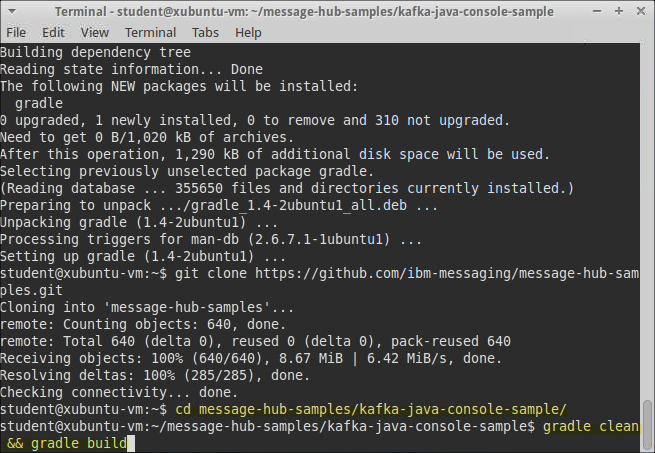 Terminal - student@xubuntu-vm: ~/message-hub-samples/kafka-java-console-sample
File Edit View Terminal Tabs Help
Building dependency tree
Reading state information... Done
The following NEW packages will be installed:
  gradle
0 upgraded, 1 newly installed, 0 to remove and 310 not upgraded.
Need to get 0 B/1,020 kB of archives.
After this operation, 1,290 kB of additional disk space will be used.
Selecting previously unselected package gradle.
(Reading database ... 355650 files and directories currently installed.)
Preparing to unpack .../gradle_1.4-2ubuntu1_all.deb ...
Unpacking gradle (1.4-2ubuntu1) ...
Processing triggers for man-db (2.6.7.1-1ubuntu1) ...
Setting up gradle (1.4-2ubuntu1) ...
student@xubuntu-vm:~$ git clone https://github.com/ibm-messaging/message-hub-sam
ples.git
Cloning into 'message-hub-samples'...
remote: Counting objects: 640, done.
remote: Total 640 (delta 0), reused 0 (delta 0), pack-reused 640
Receiving objects: 100% (640/640), 8.67 MiB | 6.42 MiB/s, done.
Resolving deltas: 100% (285/285), done.
Checking connectivity... done.
student@xubuntu-vm:~$ cd message-hub-samples/kafka-java-console-sample/
student@xubuntu-vm:~/message-hub-samples/kafka-java-console-sample$ gradle clean
 && gradle build